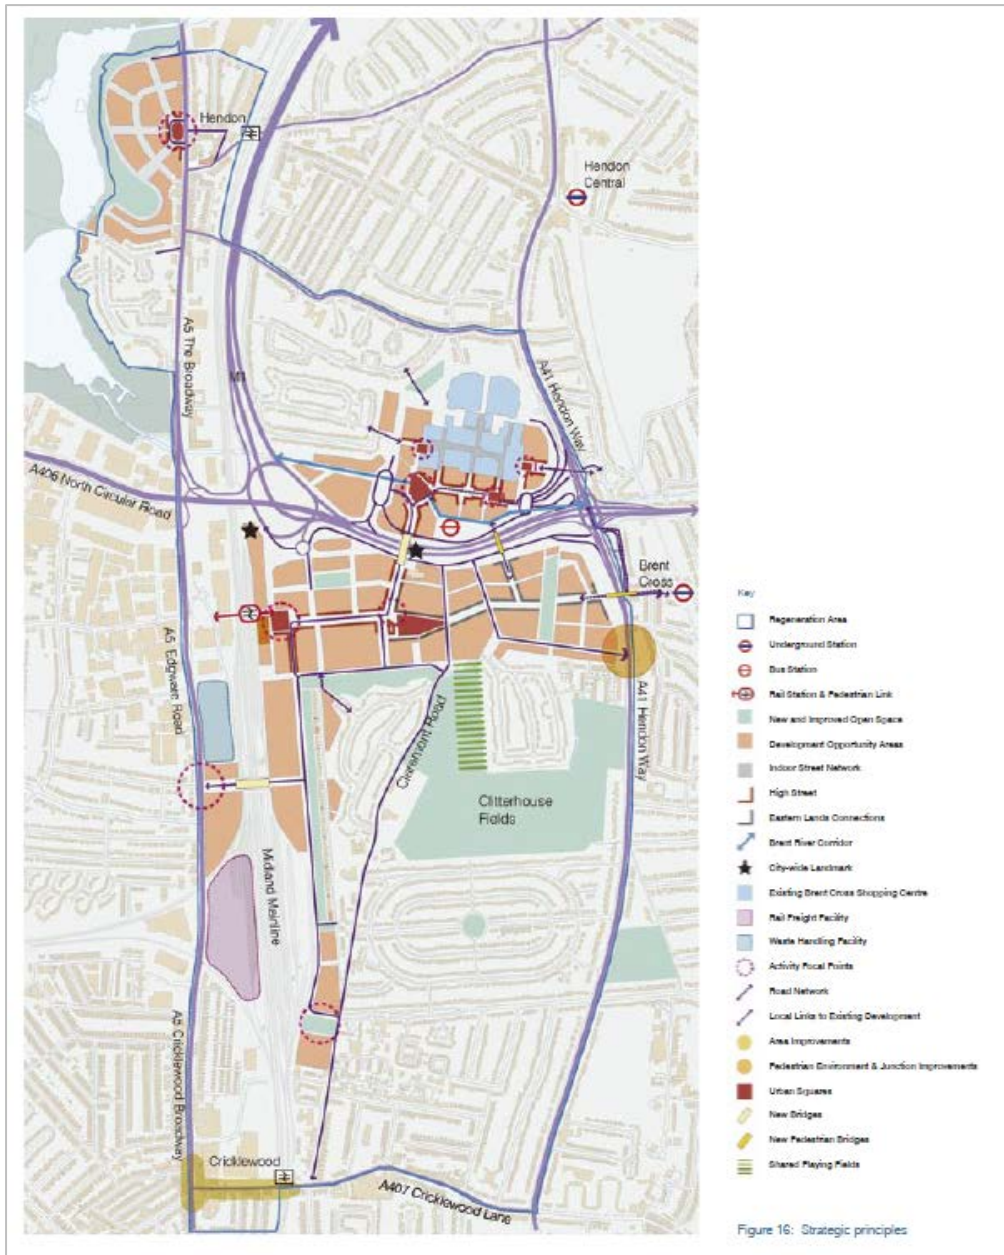 Hendon
Hendon
Central
A5 The Broadway
M1
A41 Hendon Way
A406 North Circular Road
Brent
Cross
A5 Edgware Road
A41 Hendon Way
Claremont Road
Clitterhouse
Fields
Midland Mainline
A5 Cricklewood Broadway
Cricklewood
A407 Cricklewood Lane
Key
Regeneration Area
Underground Station
Bus Station
Rail Station & Pedestrian Link
New and Improved Open Space
Development Opportunity Areas
Indoor Street Network
High Street
Eastern Lands Connections
Brent River Corridor
City-wide Landmark
Existing Brent Cross Shopping Centre
Rail Freight Facility
Waste Handling Facility
Activity Focal Points
Road Network
Local Links to Existing Development
Area Improvements
Pedestrian Environment & Junction Improvements
Urban Squares
New Bridges
New Pedestrian Bridges
Shared Playing Fields
Figure 16: Strategic principles